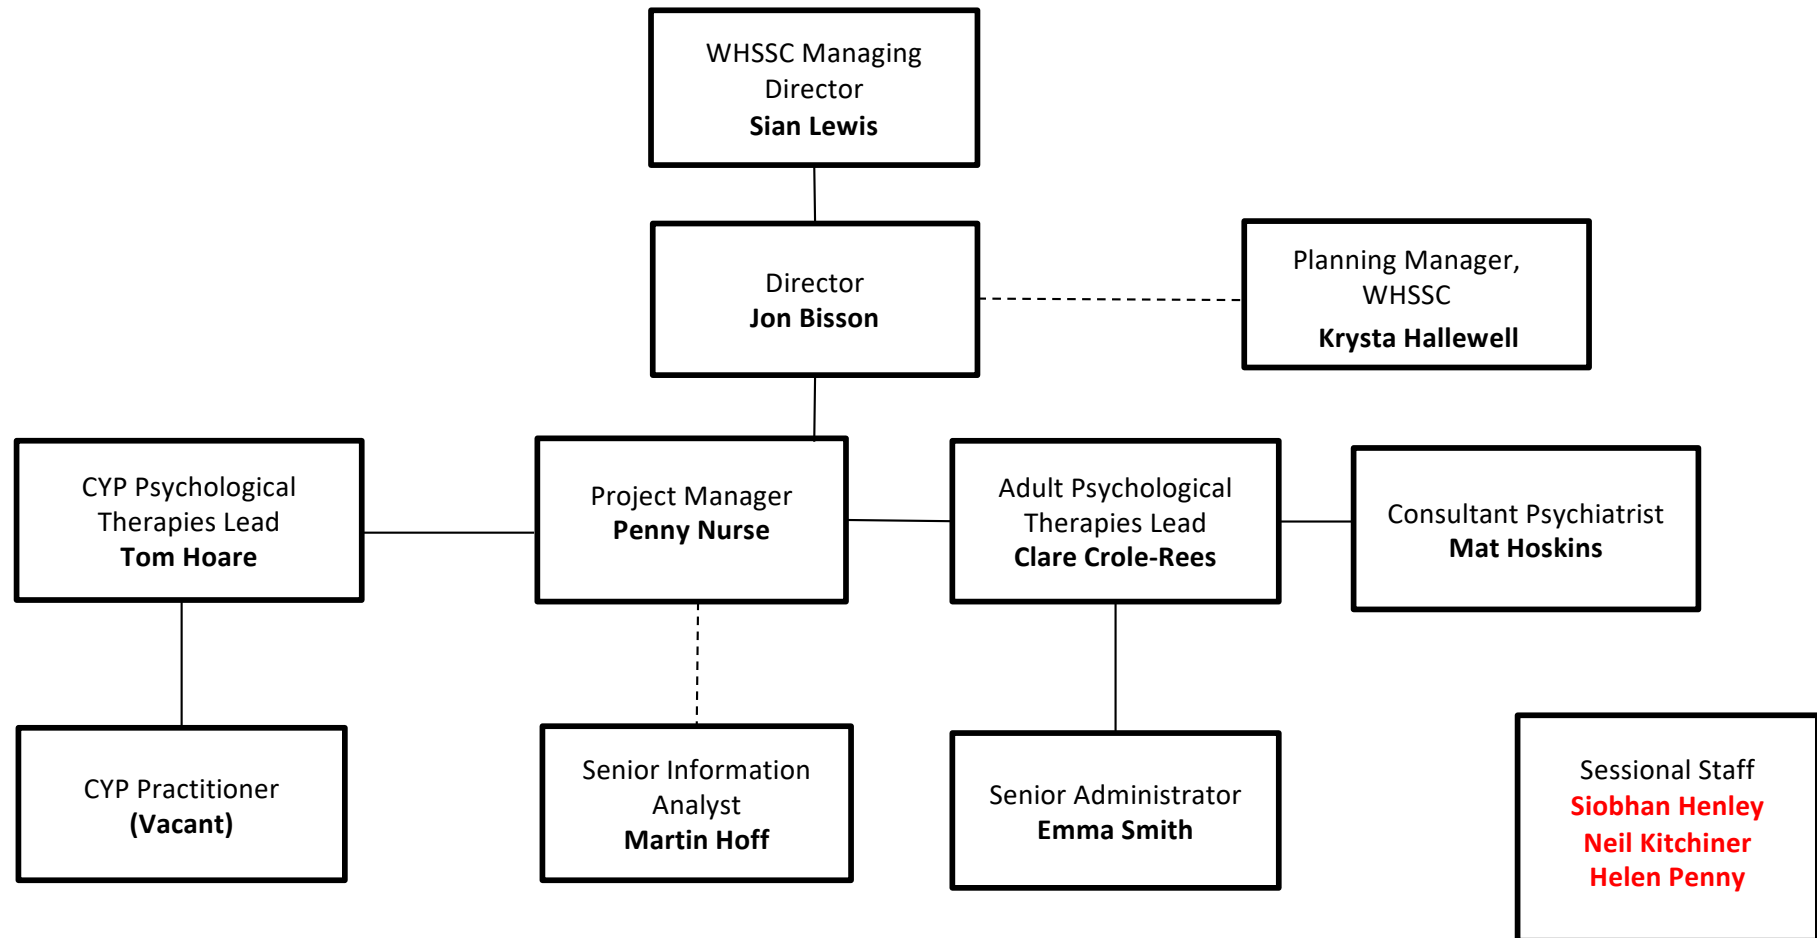 WHSSC Managing
Director
Sian Lewis
Director
Jon Bisson
Planning Manager,
WHSSC
Krysta Hallewell
CYP Psychological
Therapies Lead
Tom Hoare
Project Manager
Penny Nurse
Adult Psychological
Therapies Lead
Clare Crole-Rees
Consultant Psychiatrist
Mat Hoskins
CYP Practitioner
(Vacant)
Senior Information
Analyst
Martin Hoff
Senior Administrator
Emma Smith
Sessional Staff
Siobhan Henley
Neil Kitchiner
Helen Penny